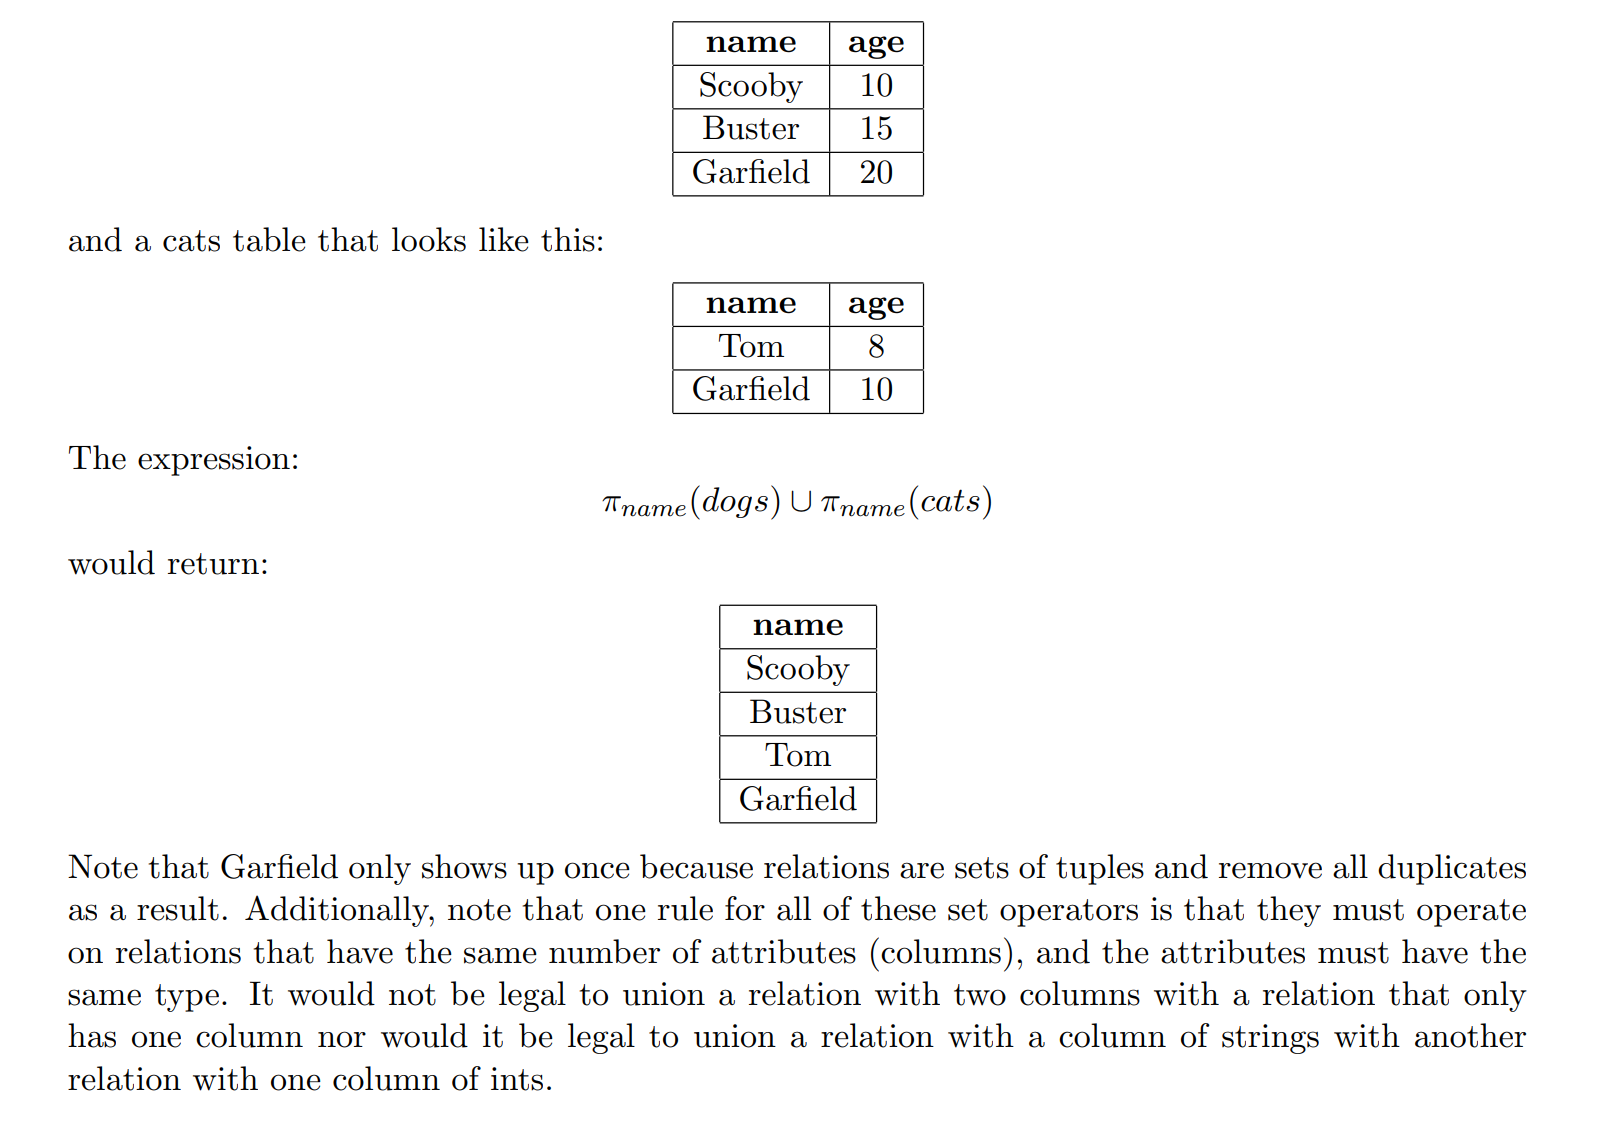 name age
Scooby 10
Buster 15
Garfield 20
and a cats table that looks like this:
name age
Tom 8
Garfield 10
The expression:
πname(dogs) ∪ πname(cats)
would return:
name
Scooby
Buster
Tom
Garfield
Note that Garfield only shows up once because relations are sets of tuples and remove all duplicates
as a result. Additionally, note that one rule for all of these set operators is that they must operate
on relations that have the same number of attributes (columns), and the attributes must have the
same type. It would not be legal to union a relation with two columns with a relation that only
has one column nor would it be legal to union a relation with a column of strings with another
relation with one column of ints.